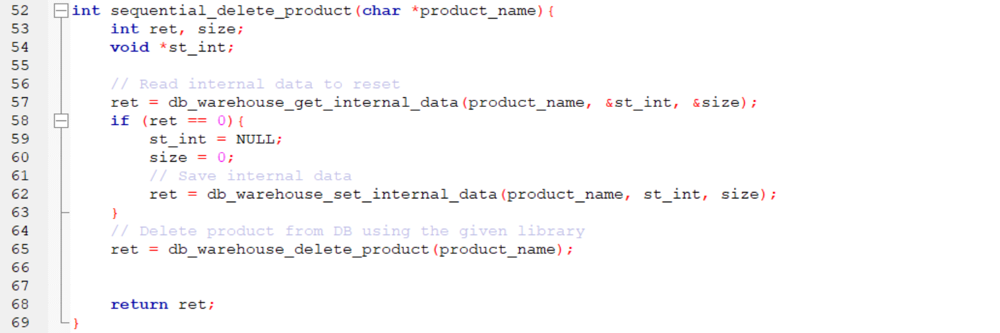 52 int sequential_delete_product(char *product_name){
53     int ret, size;
54     void *st_int;
55
56     // Read internal data to reset
57     ret = db_warehouse_get_internal_data(product_name, &st_int, &size);
58     if (ret == 0){
59         st_int = NULL;
60         size = 0;
61         // Save internal data
62         ret = db_warehouse_set_internal_data(product_name, st_int, size);
63     }
64     // Delete product from DB using the given library
65     ret = db_warehouse_delete_product(product_name);
66
67
68     return ret;
69 }